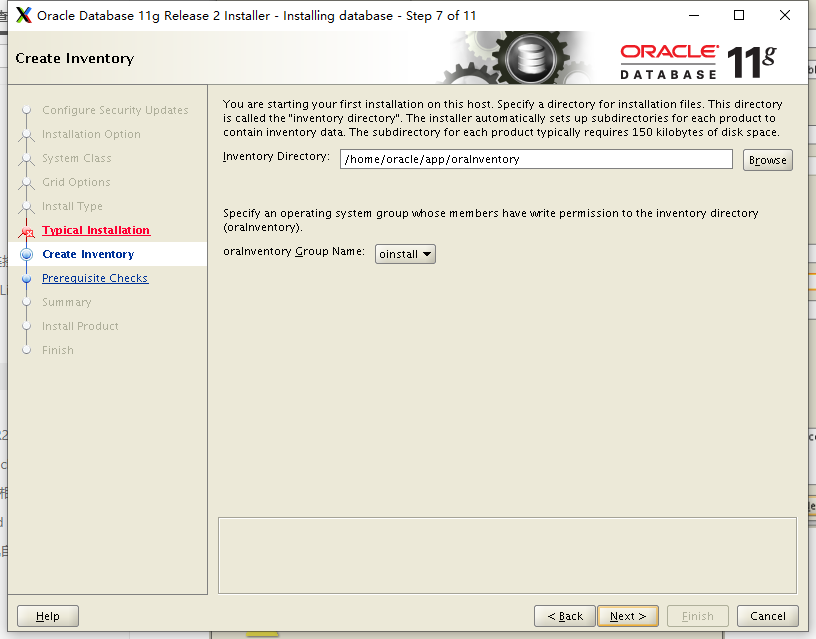 Oracle Database 11g Release 2 Installer - Installing database - Step 7 of 11
Create Inventory
ORACLE
DATABASE 11g
Configure Security Updates
Installation Option
System Class
Grid Options
Install Type
Typical Installation
Create Inventory
Prerequisite Checks
Summary
Install Product
Finish
You are starting your first installation on this host. Specify a directory for installation files. This directory
is called the "inventory directory". The installer automatically sets up subdirectories for each product to
contain inventory data. The subdirectory for each product typically requires 150 kilobytes of disk space.
Inventory Directory: /home/oracle/app/oraInventory Browse
Specify an operating system group whose members have write permission to the inventory directory
(oraInventory).
oraInventory Group Name: oinstall
Help < Back Next > Finish Cancel